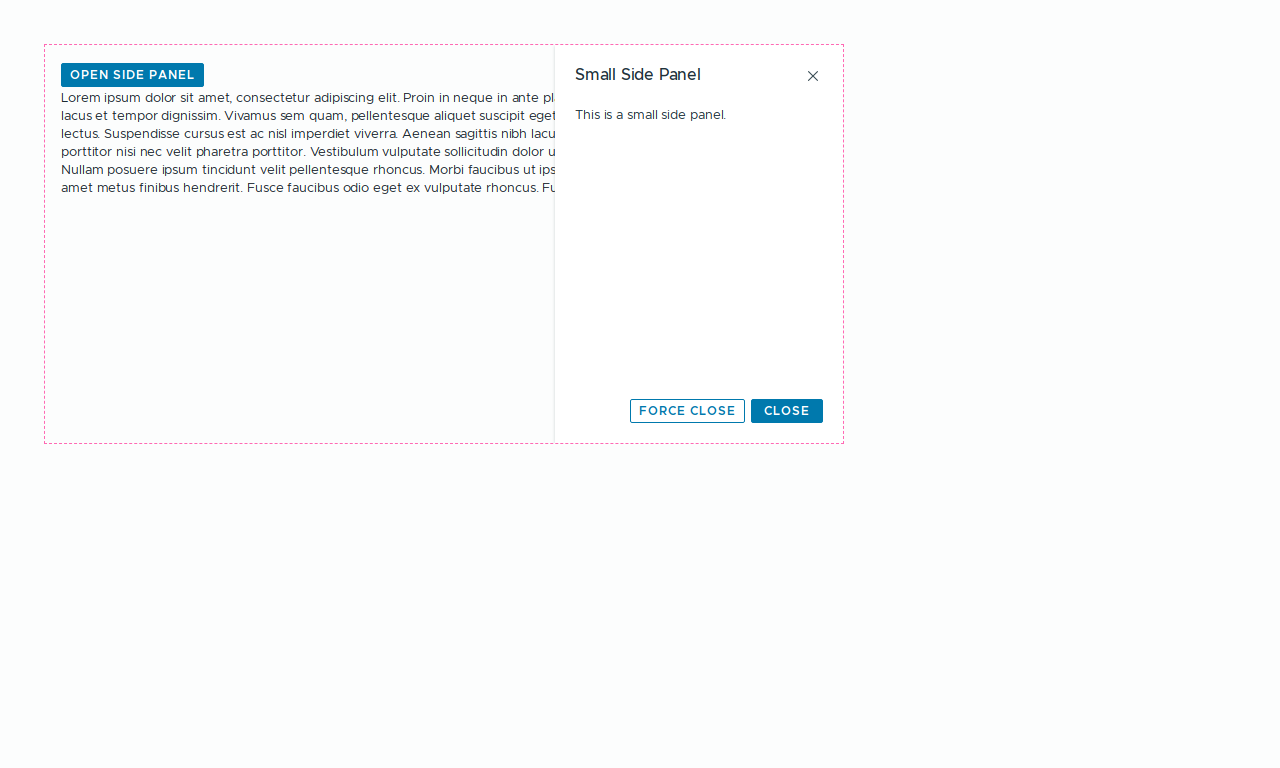 OPEN SIDE PANEL
Lorem ipsum dolor sit amet, consectetur adipiscing elit. Proin in neque in ante
lacus et tempor dignissim. Vivamus sem quam, pellentesque aliquet suscipit eget
lectus. Suspendisse cursus est ac nisl imperdiet viverra. Aenean sagittis nibh
porttitor nisi nec velit pharetra porttitor. Vestibulum vulputate sollicitudin dolor
Nullam posuere ipsum tincidunt velit pellentesque rhoncus. Morbi faucibus ut
amet metus finibus hendrerit. Fusce faucibus odio eget ex vulputate rhoncus.
Small Side Panel
This is a small side panel.
FORCE CLOSE
CLOSE